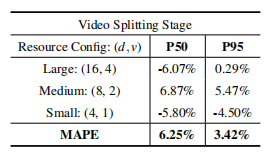 Video Splitting Stage
Resource Config: (d,v) P50 P95
Large: (16, 4) -6.07% 0.29%
Medium: (8, 2) 6.87% 5.47%
Small: (4, 1) -5.80% -4.50%
MAPE 6.25% 3.42%